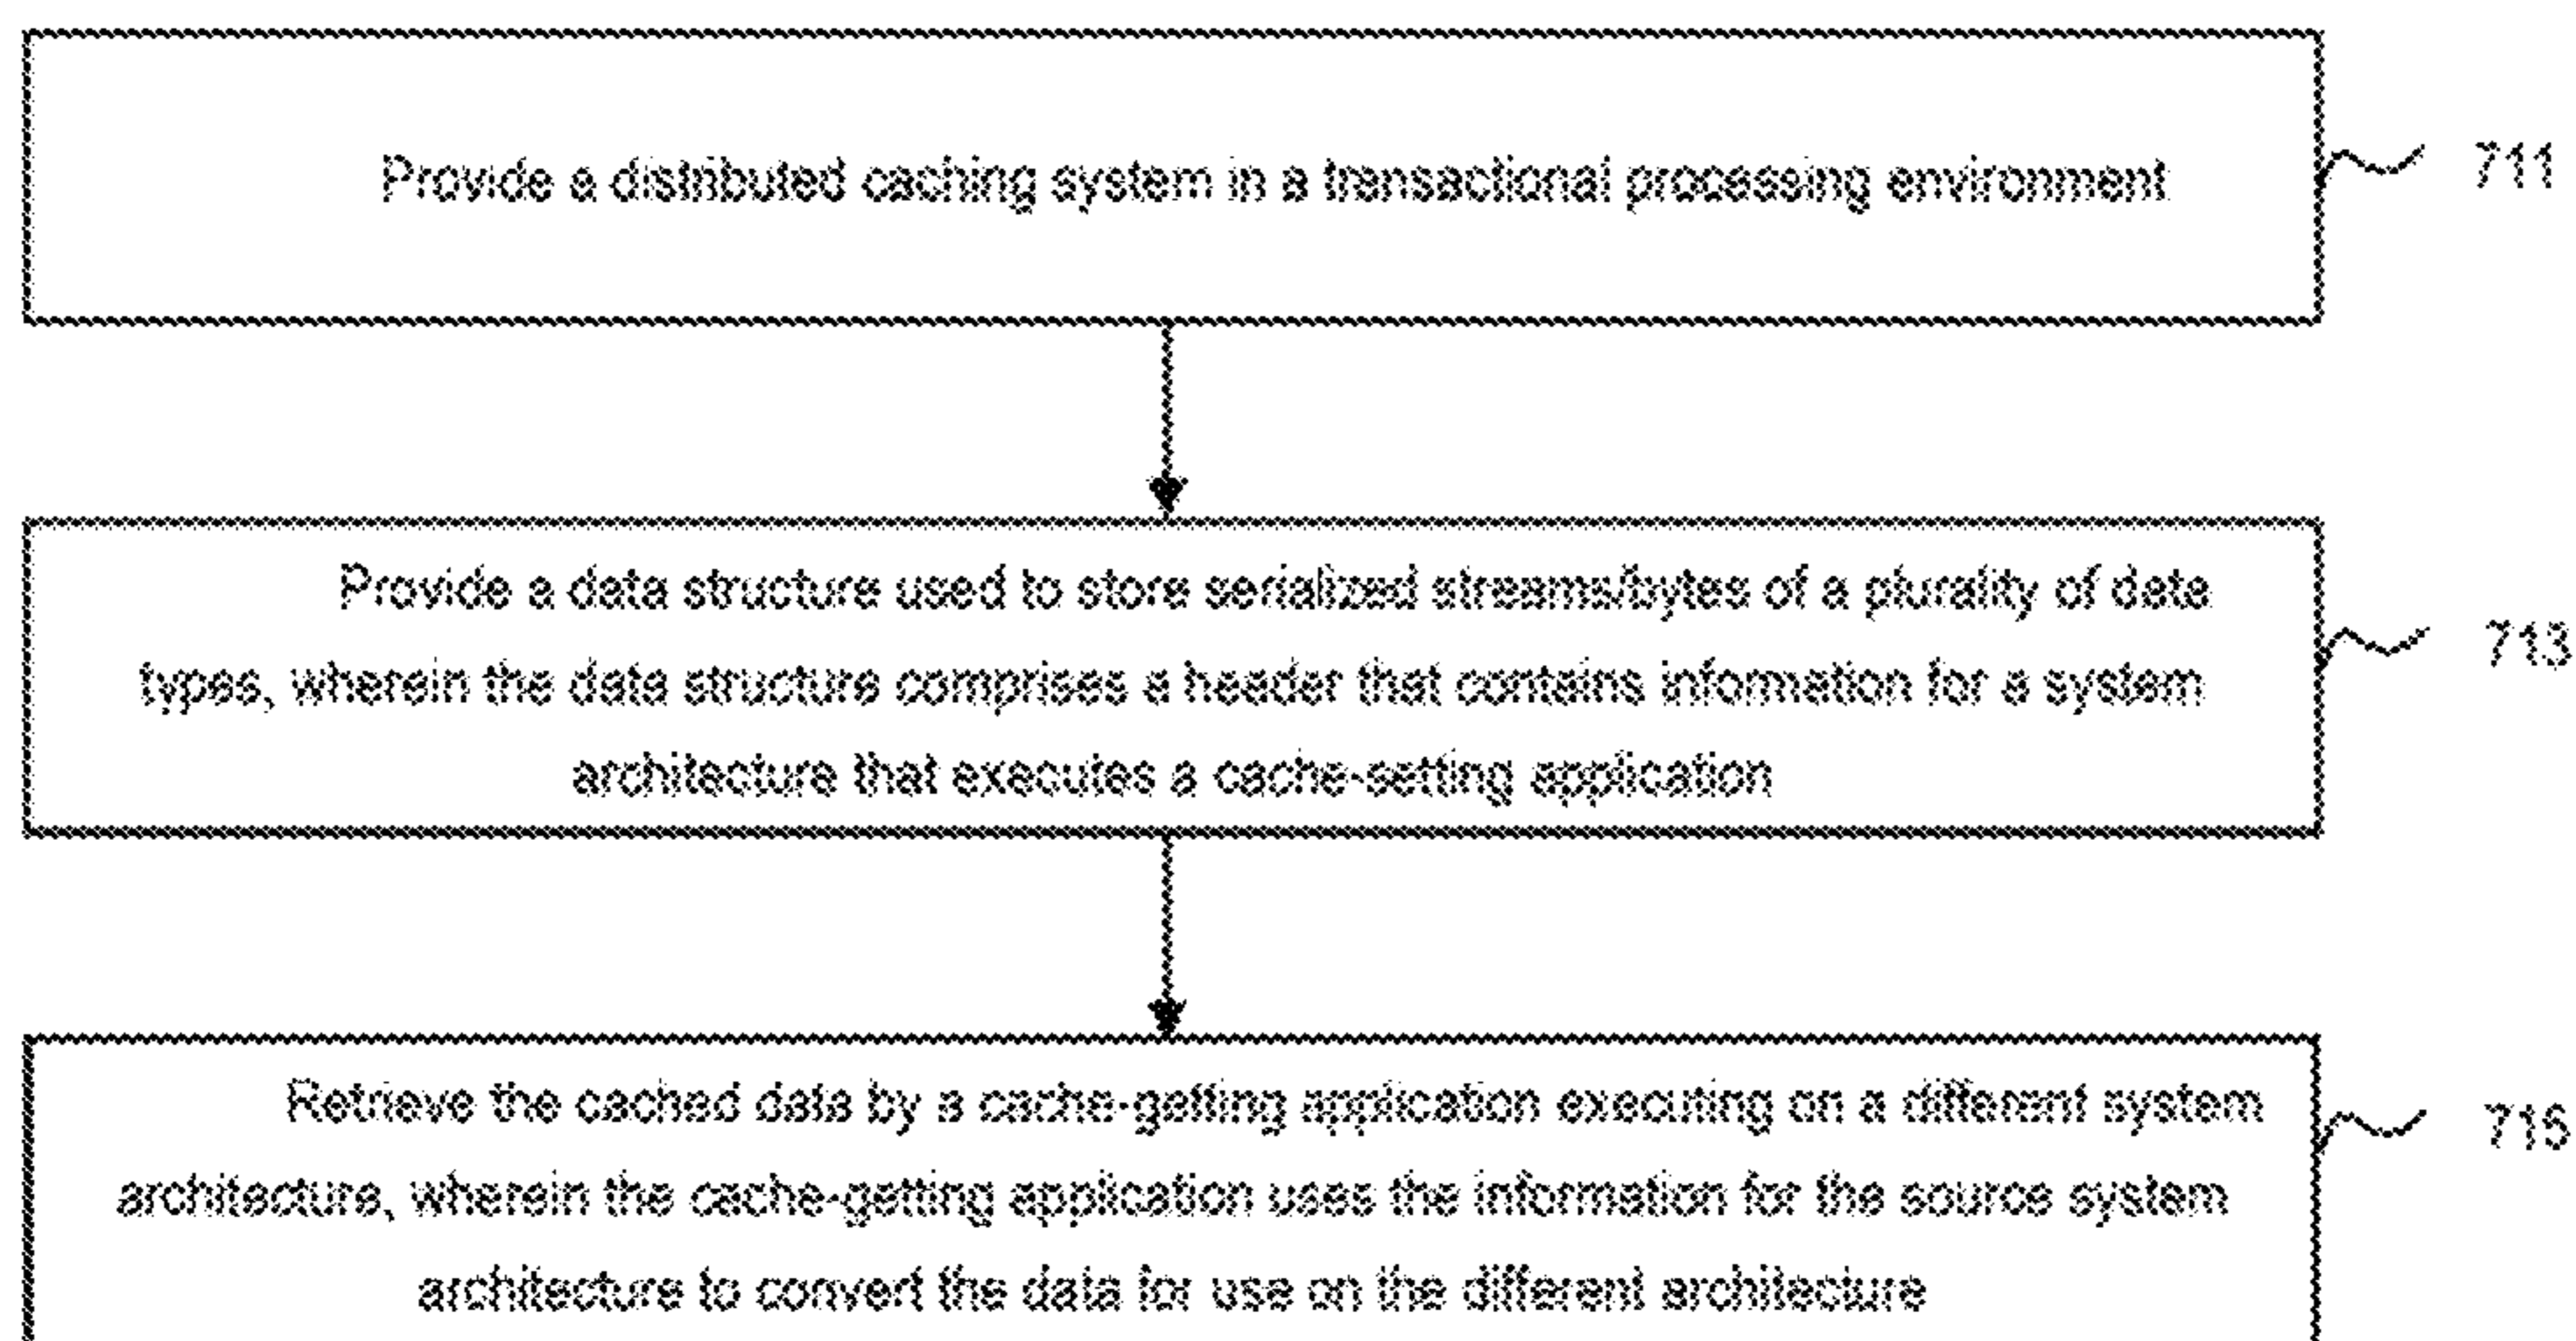 Provide a distributed caching system in a transactional processing environment
711
Provide a data structure used to store serialized streams/bytes of a plurality of data
types, wherein the data structure comprises a header that contains information for a system
architecture that executes a cache-setting application
713
Retrieve the cached data by a cache-getting application executing on a different system
architecture, wherein the cache-getting application uses the information for the source system
architecture to convert the data for use on the different architecture
715